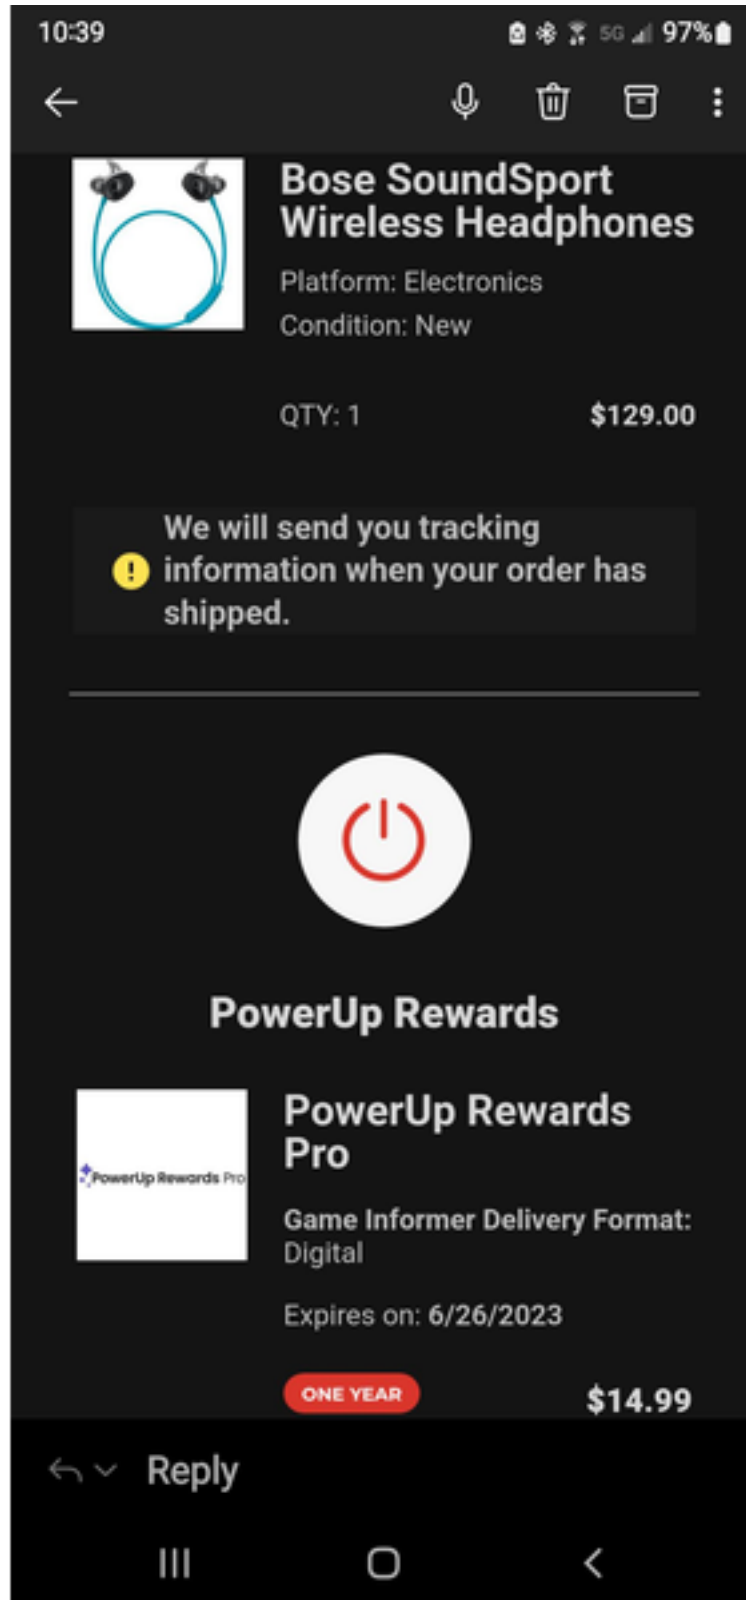 10:39
5G 97%
Bose SoundSport
Wireless Headphones
Platform: Electronics
Condition: New
QTY: 1 $129.00
We will send you tracking
information when your order has
shipped.
PowerUp Rewards
PowerUp Rewards Pro
PowerUp Rewards
Pro
Game Informer Delivery Format:
Digital
Expires on: 6/26/2023
ONE YEAR $14.99
Reply